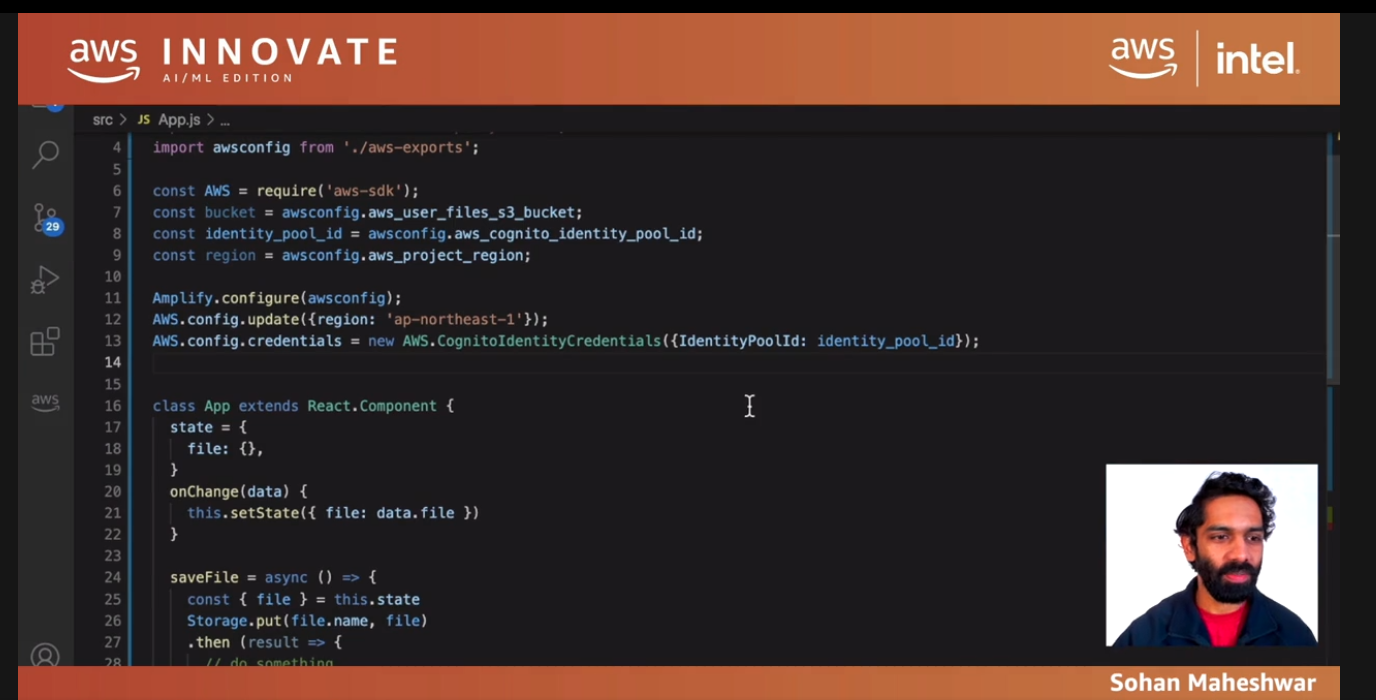 aws INNOVATE
AI/ML EDITION
aws intel.
src > JS App.js > ...
4 import awsconfig from './aws-exports';
5
6 const AWS = require('aws-sdk');
7 const bucket = awsconfig.aws_user_files_s3_bucket;
8 const identity_pool_id = awsconfig.aws_cognito_identity_pool_id;
9 const region = awsconfig.aws_project_region;
10
11 Amplify.configure(awsconfig);
12 AWS.config.update({region: 'ap-northeast-1'});
13 AWS.config.credentials = new AWS.CognitoIdentityCredentials({IdentityPoolId: identity_pool_id});
14
15
16 class App extends React.Component {
17 state = {
18 file: {},
19 }
20 onChange(data) {
21 this.setState({ file: data.file })
22 }
23
24 saveFile = async () => {
25 const { file } = this.state
26 Storage.put(file.name, file)
27 .then (result => {
28 // do something
29
aws
Sohan Maheshwar